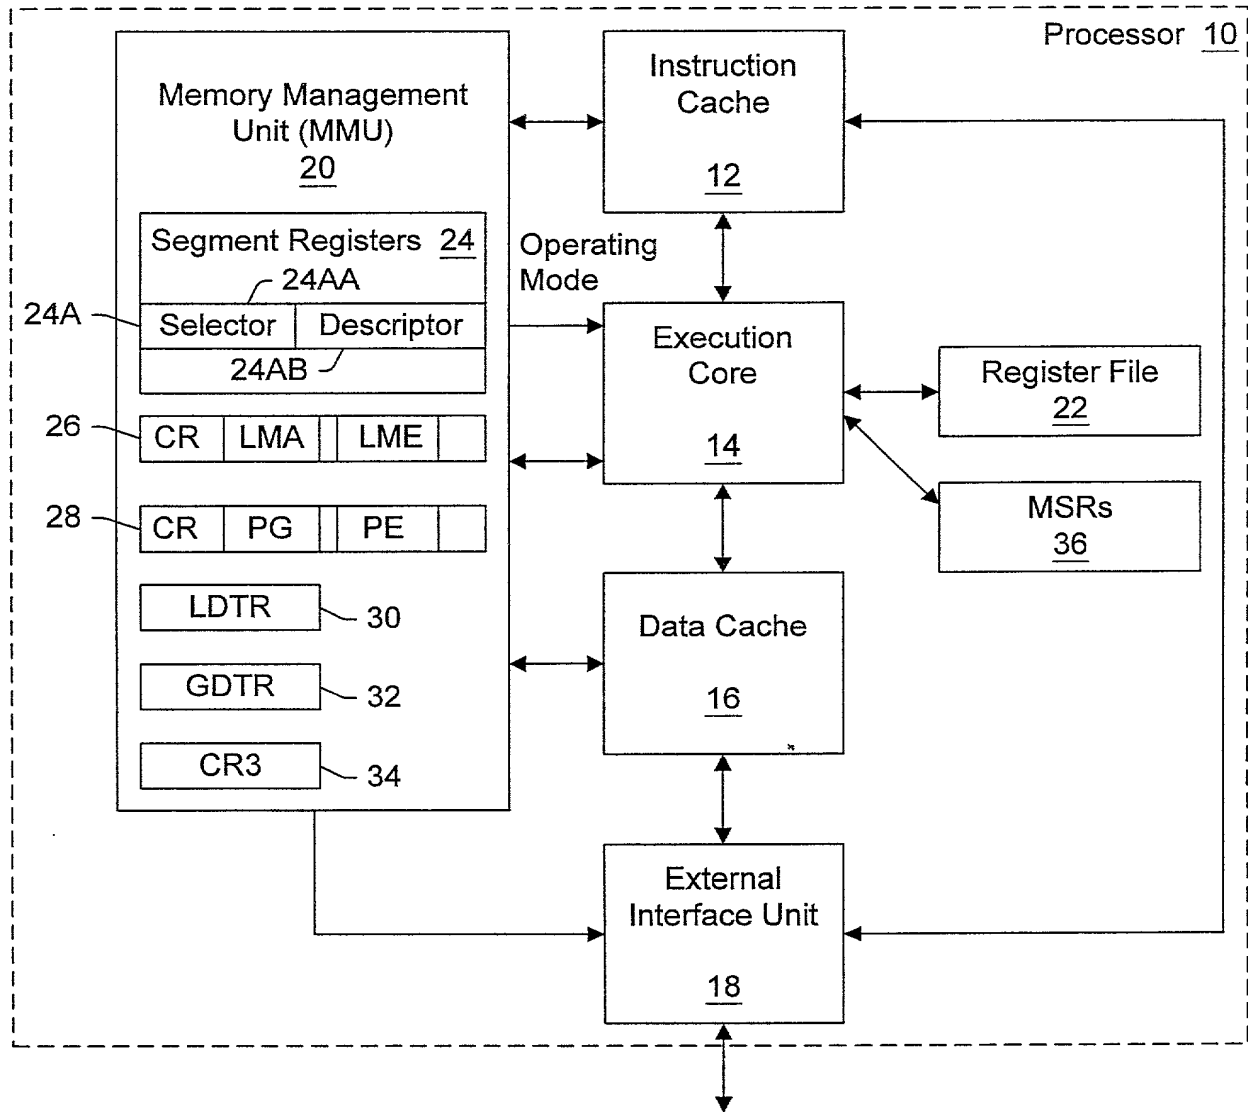 Processor 10
Memory Management
Unit (MMU)
20
Segment Registers 24
24AA
24A
Selector
Descriptor
24AB
26
CR
LMA
LME
28
CR
PG
PE
LDTR
30
GDTR
32
CR3
34
Operating
Mode
Instruction
Cache
12
Execution
Core
14
Register File
22
MSRs
36
Data Cache
16
External
Interface Unit
18